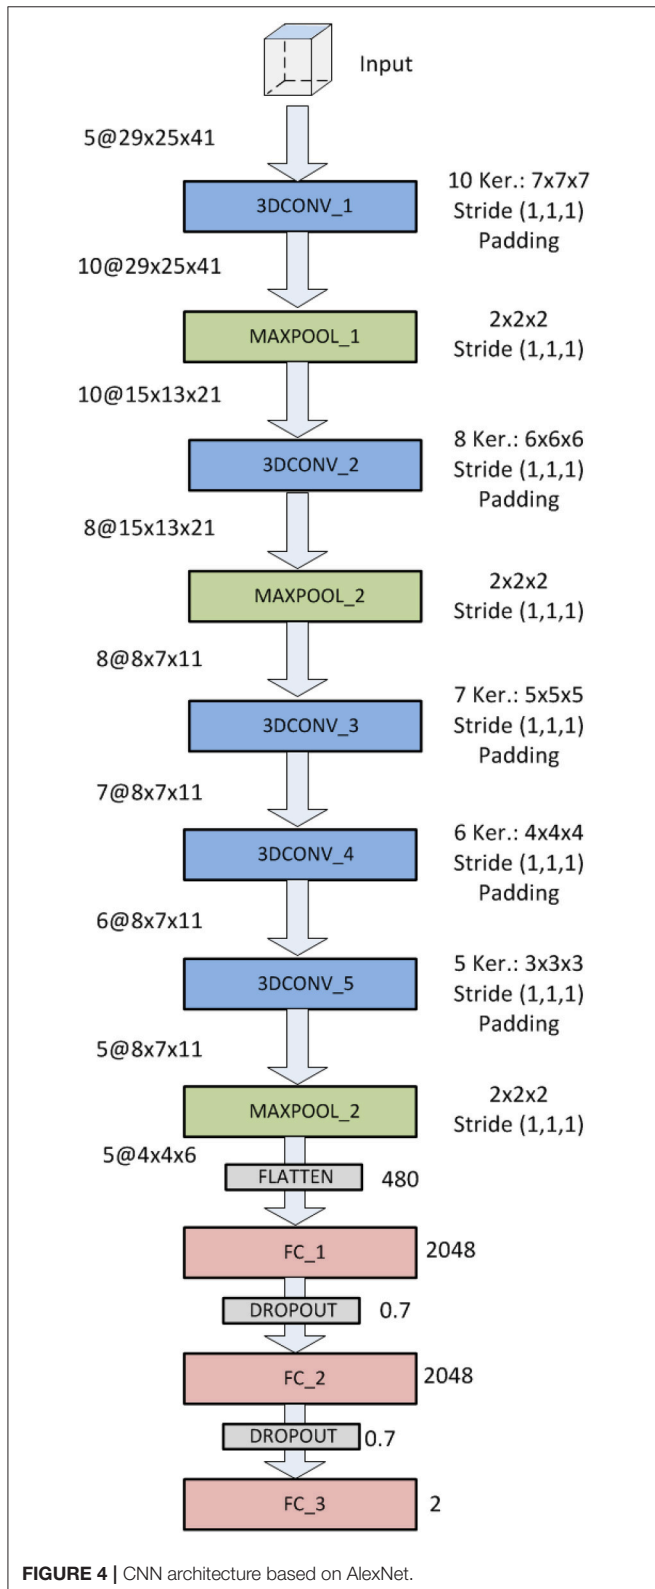 Input
5@29x25x41
3DCONV_1
10 Ker.: 7x7x7
Stride (1,1,1)
Padding
10@29x25x41
MAXPOOL_1
2x2x2
Stride (1,1,1)
10@15x13x21
3DCONV_2
8 Ker.: 6x6x6
Stride (1,1,1)
Padding
8@15x13x21
MAXPOOL_2
2x2x2
Stride (1,1,1)
8@8x7x11
3DCONV_3
7 Ker.: 5x5x5
Stride (1,1,1)
Padding
7@8x7x11
3DCONV_4
6 Ker.: 4x4x4
Stride (1,1,1)
Padding
6@8x7x11
3DCONV_5
5 Ker.: 3x3x3
Stride (1,1,1)
Padding
5@8x7x11
MAXPOOL_2
2x2x2
Stride (1,1,1)
5@4x4x6
FLATTEN
480
FC_1
2048
DROPOUT
0.7
FC_2
2048
DROPOUT
0.7
FC_3
2
FIGURE 4 | CNN architecture based on AlexNet.